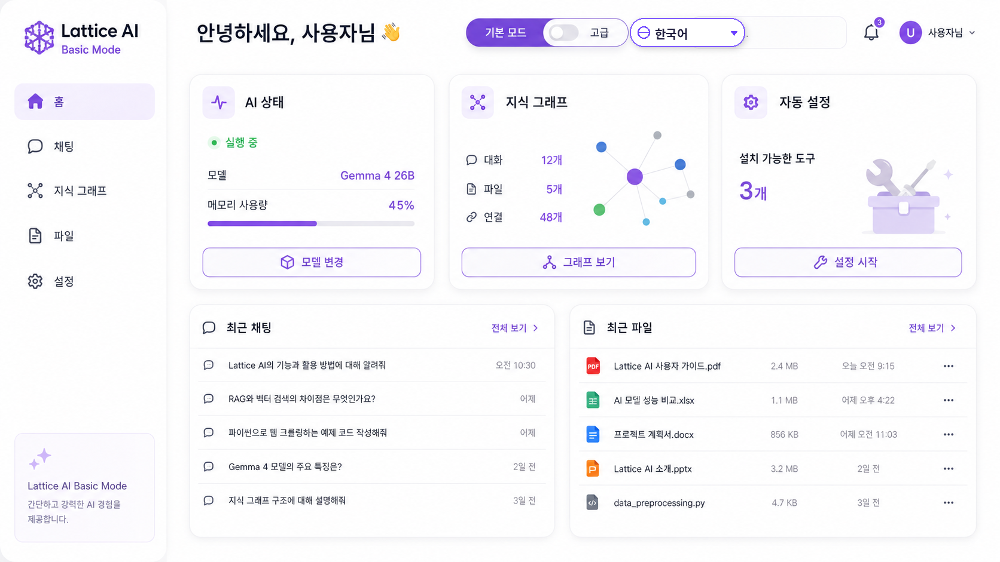 Lattice AI
Basic Mode
홈
채팅
지식 그래프
파일
설정
Lattice AI Basic Mode
간단하고 강력한 AI 경험을
제공합니다.
안녕하세요, 사용자님 👋
기본 모드
고급
한국어
.
3
U
사용자님
AI 상태
실행 중
모델 Gemma 4 26B
메모리 사용량 45%
모델 변경
지식 그래프
대화 12개
파일 5개
연결 48개
그래프 보기
자동 설정
설치 가능한 도구
3개
설정 시작
최근 채팅 전체 보기
Lattice AI의 기능과 활용 방법에 대해 알려줘 오전 10:30
RAG와 벡터 검색의 차이점은 무엇인가요? 어제
파이썬으로 웹 크를링하는 예제 코드 작성해줘 어제
Gemma 4 모델의 주요 특징은? 2일 전
지식 그래프 구조에 대해 설명해줘 3일 전
최근 파일 전체 보기
PDF Lattice AI 사용자 가이드.pdf 2.4 MB 오늘 오전 9:15
AI 모델 성능 비교.xlsx 1.1 MB 어제 오후 4:22
프로젝트 계획서.docx 856 KB 어제 오전 11:03
P Lattice AI 소개.pptx 3.2 MB 2일 전
</> data_preprocessing.py 4.7 KB 3일 전